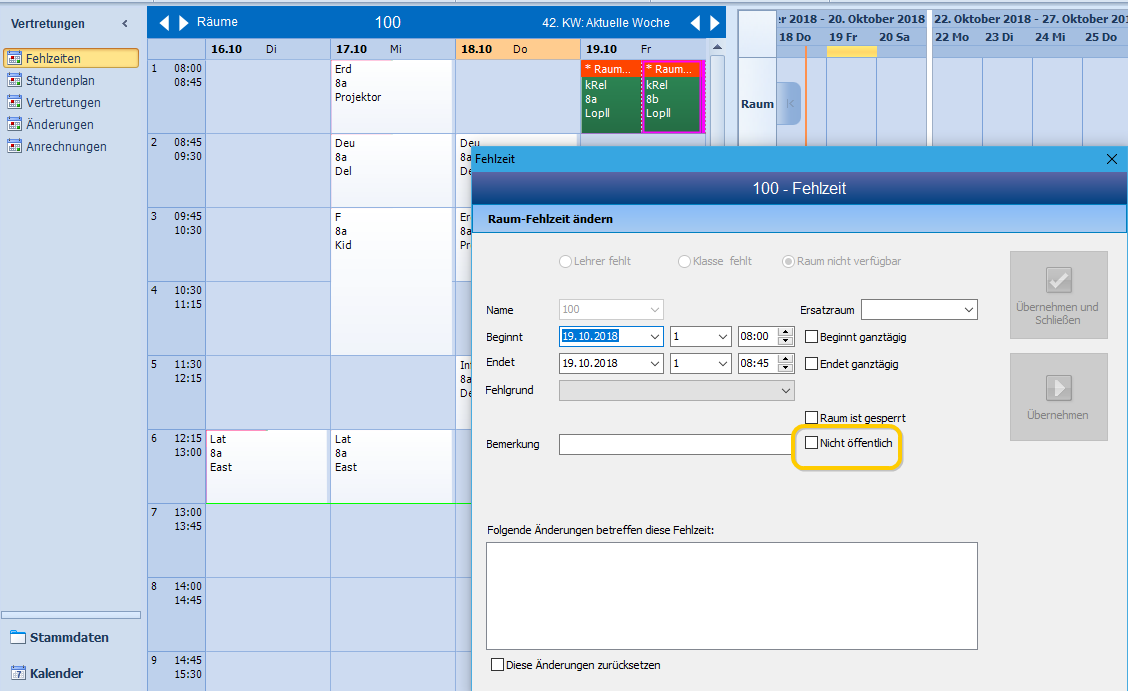 Vertretungen
Fehlzeiten
Stundenplan
Vertretungen
Änderungen
Anrechnungen
Stammdaten
Kalender
Räume 100 42. KW: Aktuelle Woche
16.10 Di 17.10 Mi 18.10 Do 19.10 Fr
1 08:00
08:45
Erd
8a
Projektor
* Raum...
kRel
8a
Lopll
* Raum...
kRel
8b
Lopll
2 08:45
09:30
Deu
8a
Del
Deu
8a
De
3 09:45
10:30
F
8a
Kid
Er
8a
Pr
4 10:30
11:15
5 11:30
12:15
In
8a
De
6 12:15
13:00
Lat
8a
East
Lat
8a
East
7 13:00
13:45
8 14:00
14:45
9 14:45
15:30
r 2018 - 20. Oktober 2018 22. Oktober 2018 - 27. Oktober 201
18 Do 19 Fr 20 Sa 22 Mo 23 Di 24 Mi 25 Do
Raum
Fehlzeit
100 - Fehlzeit
Raum-Fehlzeit ändern
Lehrer fehlt Klasse fehlt Raum nicht verfügbar
Name 100 Ersatzraum
Beginnt 19.10.2018 1 08:00 Beginnt ganztägig
Endet 19.10.2018 1 08:45 Endet ganztägig
Fehlgrund
Raum ist gesperrt
Bemerkung Nicht öffentlich
Übernehmen und
Schließen
Übernehmen
Folgende Änderungen betreffen diese Fehlzeit:
Diese Änderungen zurücksetzen